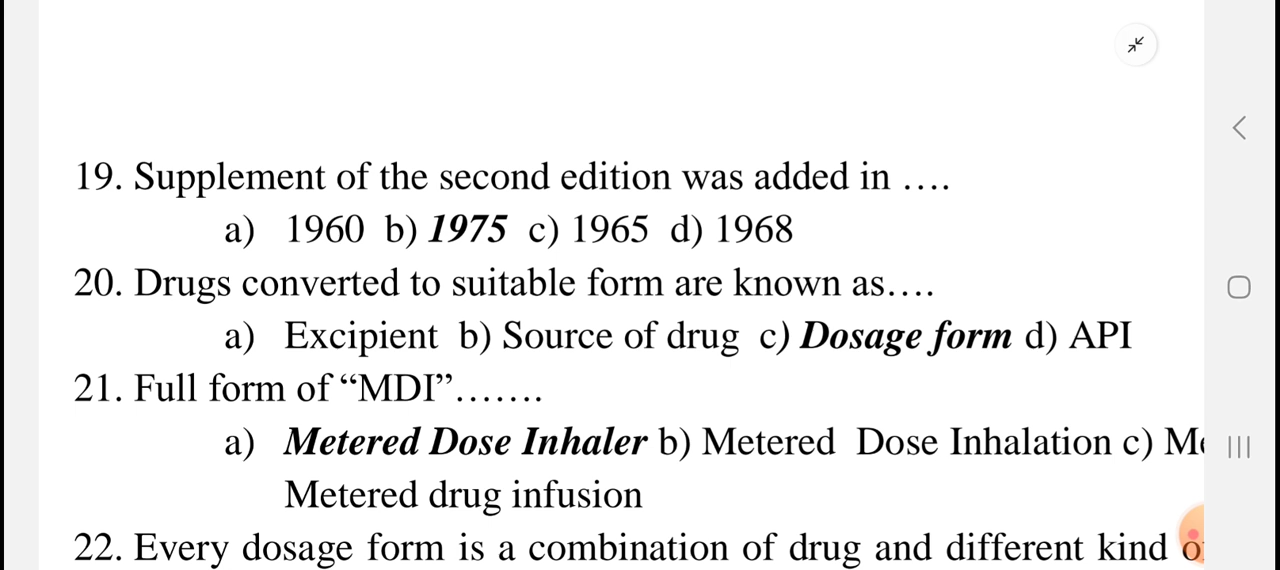 19. Supplement of the second edition was added in ….
a) 1960 b) 1975 c) 1965 d) 1968
20. Drugs converted to suitable form are known as….
a) Excipient b) Source of drug c) Dosage form d) API
21. Full form of “MDI”…….
a) Metered Dose Inhaler b) Metered Dose Inhalation c)
Metered drug infusion
22. Every dosage form is a combination of drug and different kind